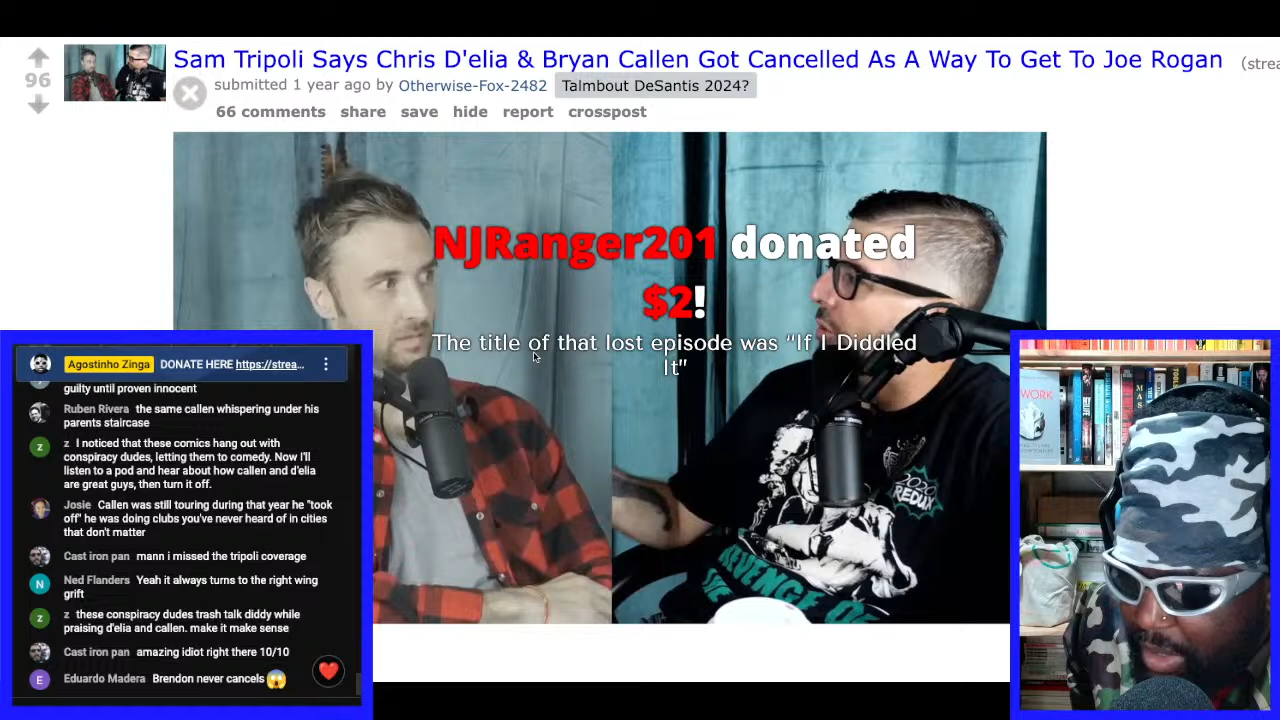 Sam Tripoli Says Chris D'elia & Bryan Callen Got Cancelled As A Way To Get To Joe Rogan (strea
96
submitted 1 year ago by Otherwise-Fox-2482 Talmbout DeSantis 2024?
66 comments share save hide report crosspost
NJRanger201 donated
$2!
The title of that lost episode was “If I Diddled
It”
Agostinho Zinga DONATE HERE https://strea...
guilty until proven innocent
Ruben Rivera the same callen whispering under his
parents staircase
z I noticed that these comics hang out with
conspiracy dudes, letting them to comedy. Now I'll
listen to a pod and hear about how callen and d'elia
are great guys, then turn it off.
Josie Callen was still touring during that year he "took
off" he was doing clubs you've never heard of in cities
that don't matter
Cast iron pan mann i missed the tripoli coverage
N
Ned Flanders Yeah it always turns to the right wing
grift
z these conspiracy dudes trash talk diddy while
praising d'elia and callen. make it make sense
Cast iron pan amazing idiot right there 10/10
E
Eduardo Madera Brendon never cancels
2020
REDUX
REVENGE OF
THE
WORK